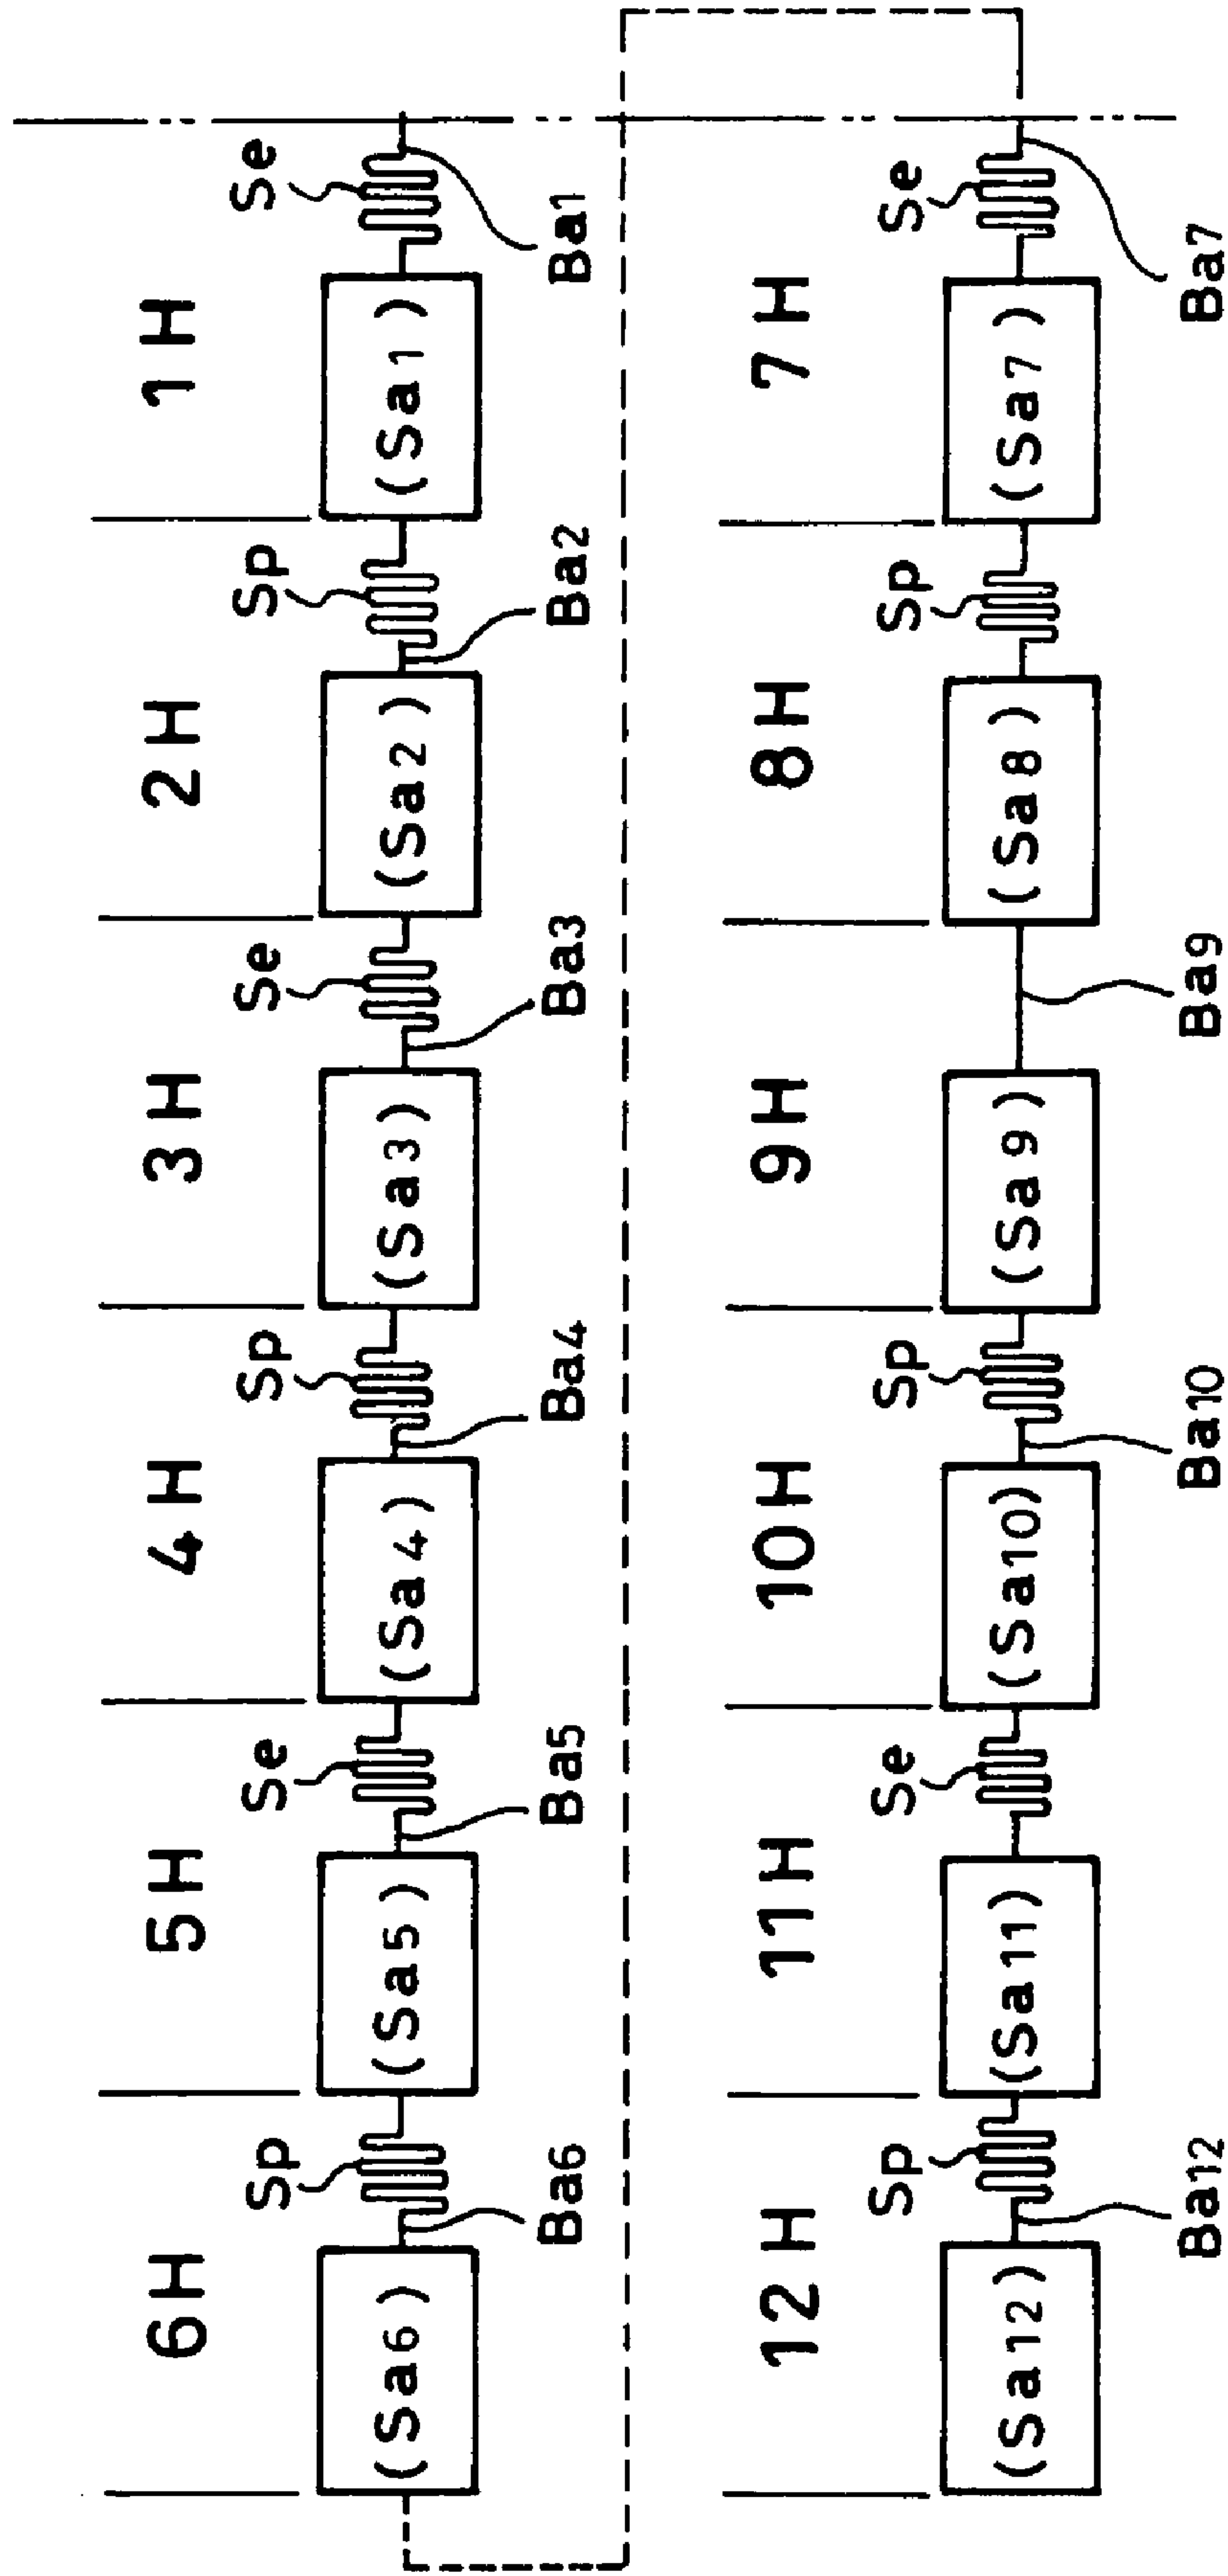 6H 5H 4H 3H 2H 1H
Sp Se Sp Se Sp Se
(Sa6) (Sa5) (Sa4) (Sa3) (Sa2) (Sa1)
Ba6 Ba5 Ba4 Ba3 Ba2 Ba1
12H 11H 10H 9H 8H 7H
Sp Se Sp Sp Se
(Sa12) (Sa11) (Sa10) (Sa9) (Sa8) (Sa7)
Ba12 Ba10 Ba9 Ba7